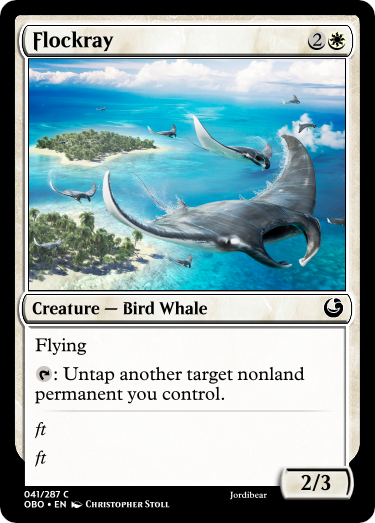 Flockray 2
Creature — Bird Whale
Flying
: Untap another target nonland
permanent you control.
ft
ft
2/3
041/287 C
OBO • EN Christopher Stoll
Jordibear